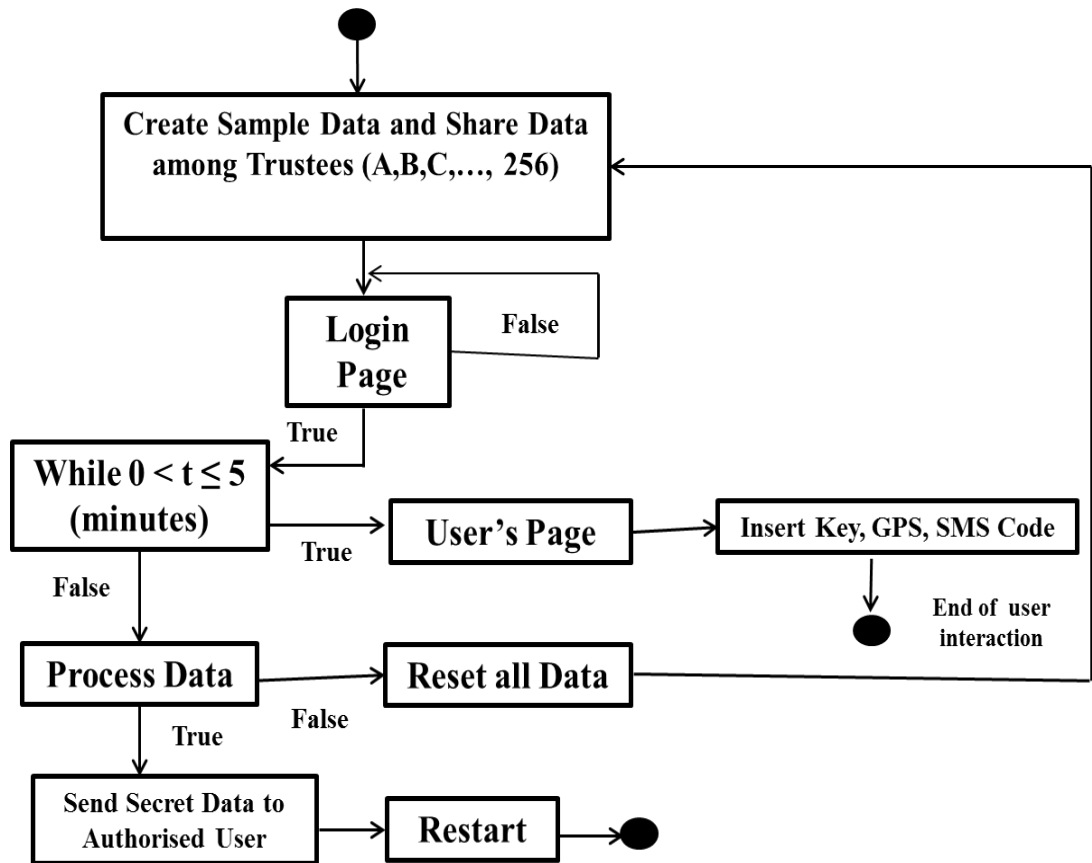 Create Sample Data and Share Data
among Trustees (A,B,C,…, 256)
Login
Page
False
True
While 0 < t ≤ 5
(minutes)
True
User’s Page
Insert Key, GPS, SMS Code
False
End of user
interaction
Process Data
False
Reset all Data
True
Send Secret Data to
Authorised User
Restart